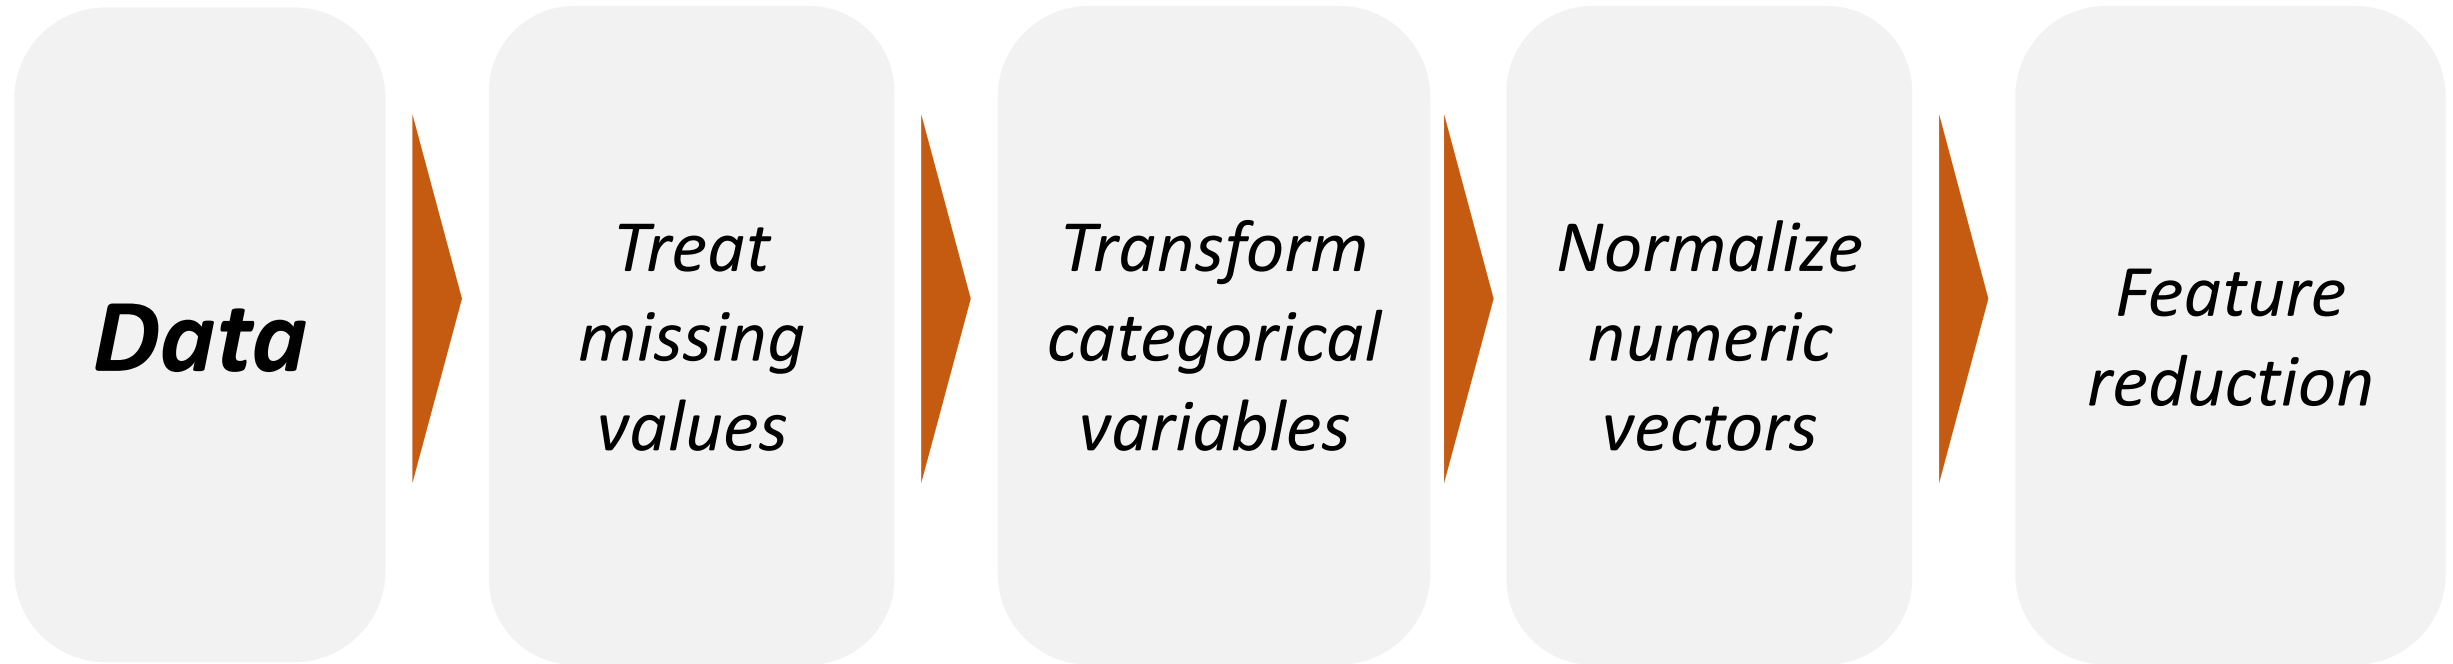 Data
Treat
missing
values
Transform
categorical
variables
Normalize
numeric
vectors
Feature
reduction